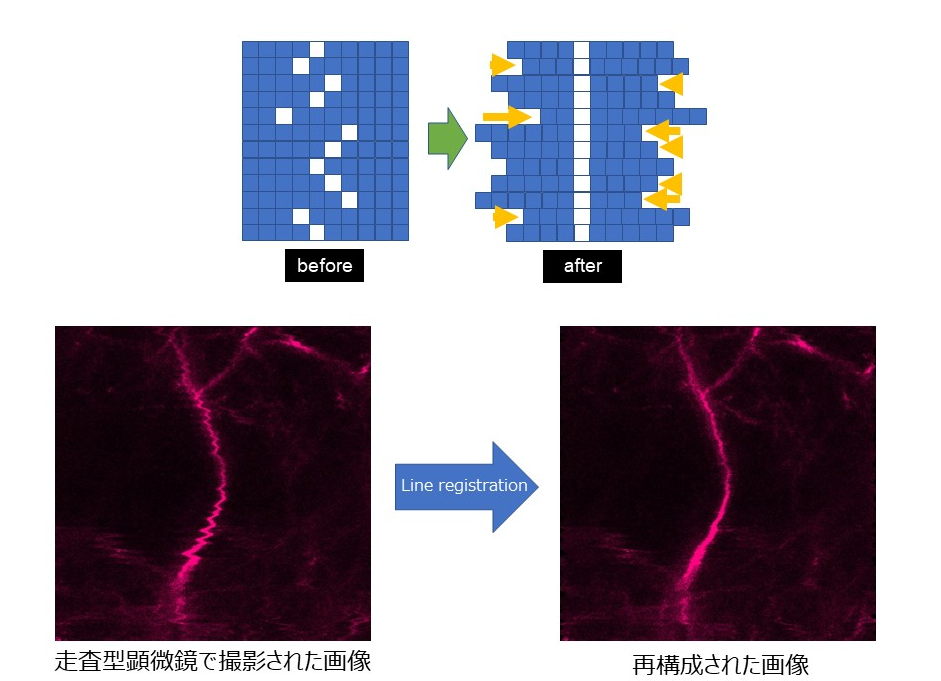 before
after
Line registration
走査型顕微鏡で撮影された画像
再構成された画像